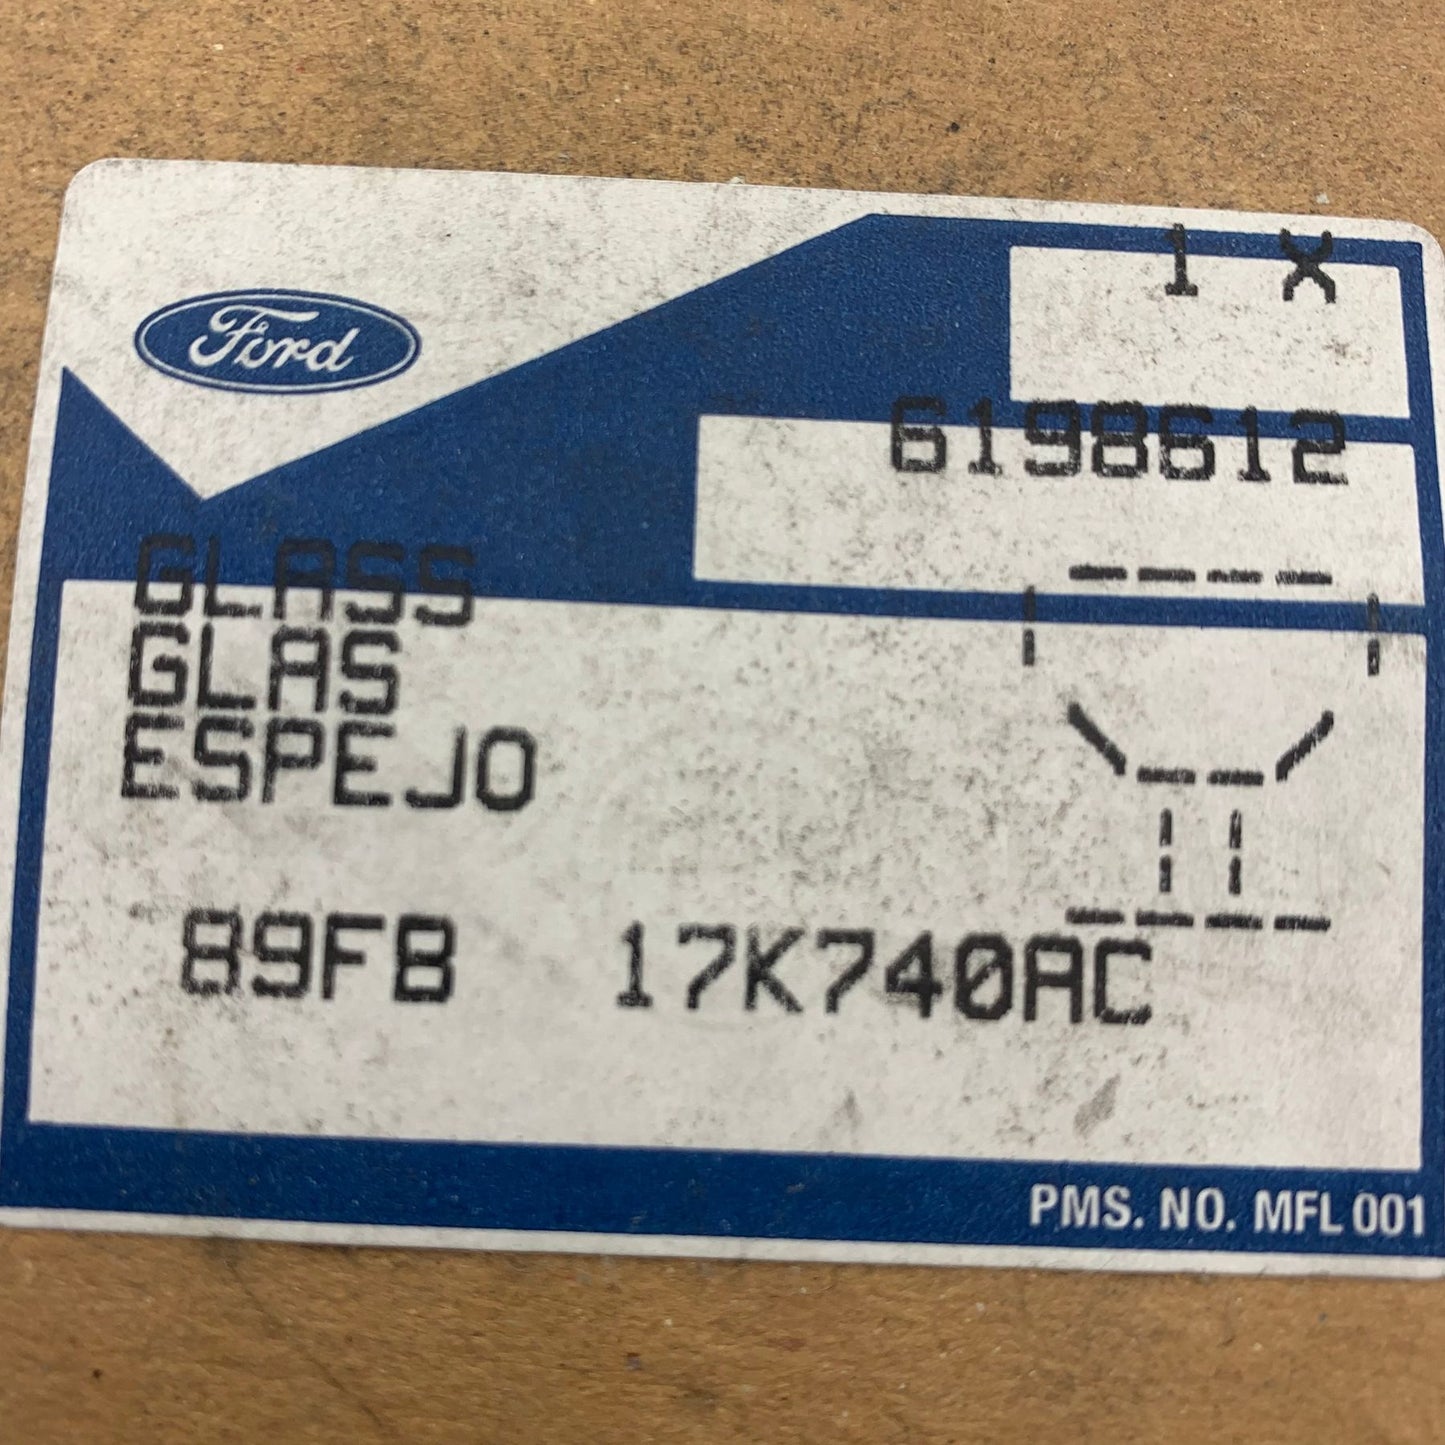 Ford
1 X
6198612
GLASS
GLAS
ESPEJO
89FB 17K740AC
PMS. NO. MFL 001